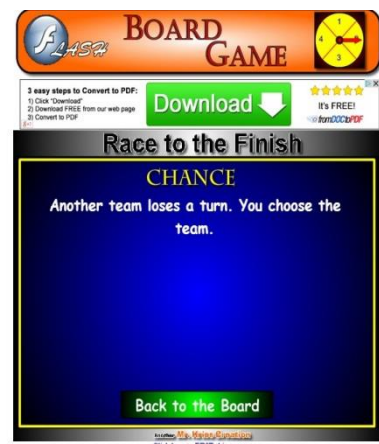 FLASH
BOARD
GAME
1
4
3
3 easy steps to Convert to PDF:
1) Click "Download"
2) Download FREE from our web page
3) Convert to PDF
Download
It's FREE!
fromDOCtoPDF
Race to the Finish
CHANCE
Another team loses a turn. You choose the
team.
Back to the Board